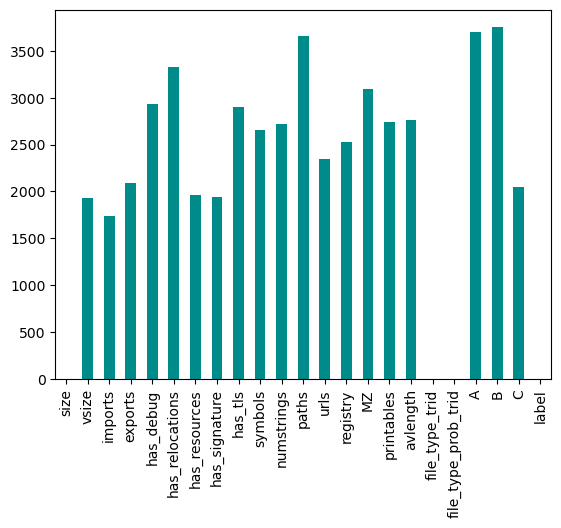 3500
3000
2500
2000
1500
1000
500
0
size
vsize
imports
exports
has_debug
has_relocations
has_resources
has_signature
has_tls
symbols
numstrings
paths
urls
registry
MZ
printables
avlength
file_type_trid
file_type_prob_trid
A
B
C
label